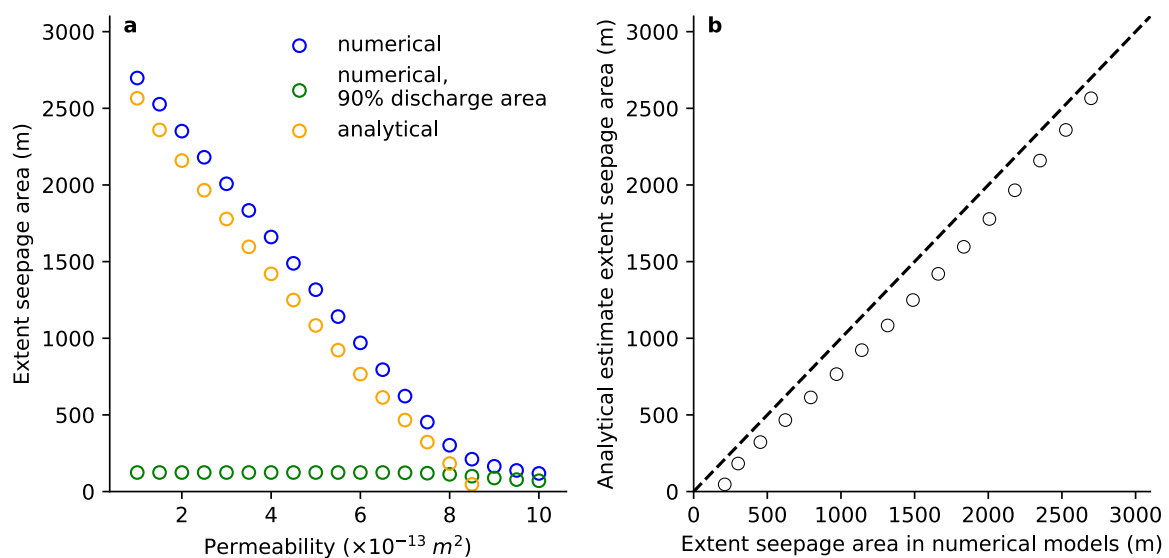 a
3000
2500
2000
1500
1000
500
0
Extent seepage area (m)
numerical
numerical,
90% discharge area
analytical
2
4
6
8
10
Permeability (×10⁻¹³ m²)
b
3000
2500
2000
1500
1000
500
0
Analytical estimate extent seepage area (m)
0
500
1000
1500
2000
2500
3000
Extent seepage area in numerical models (m)